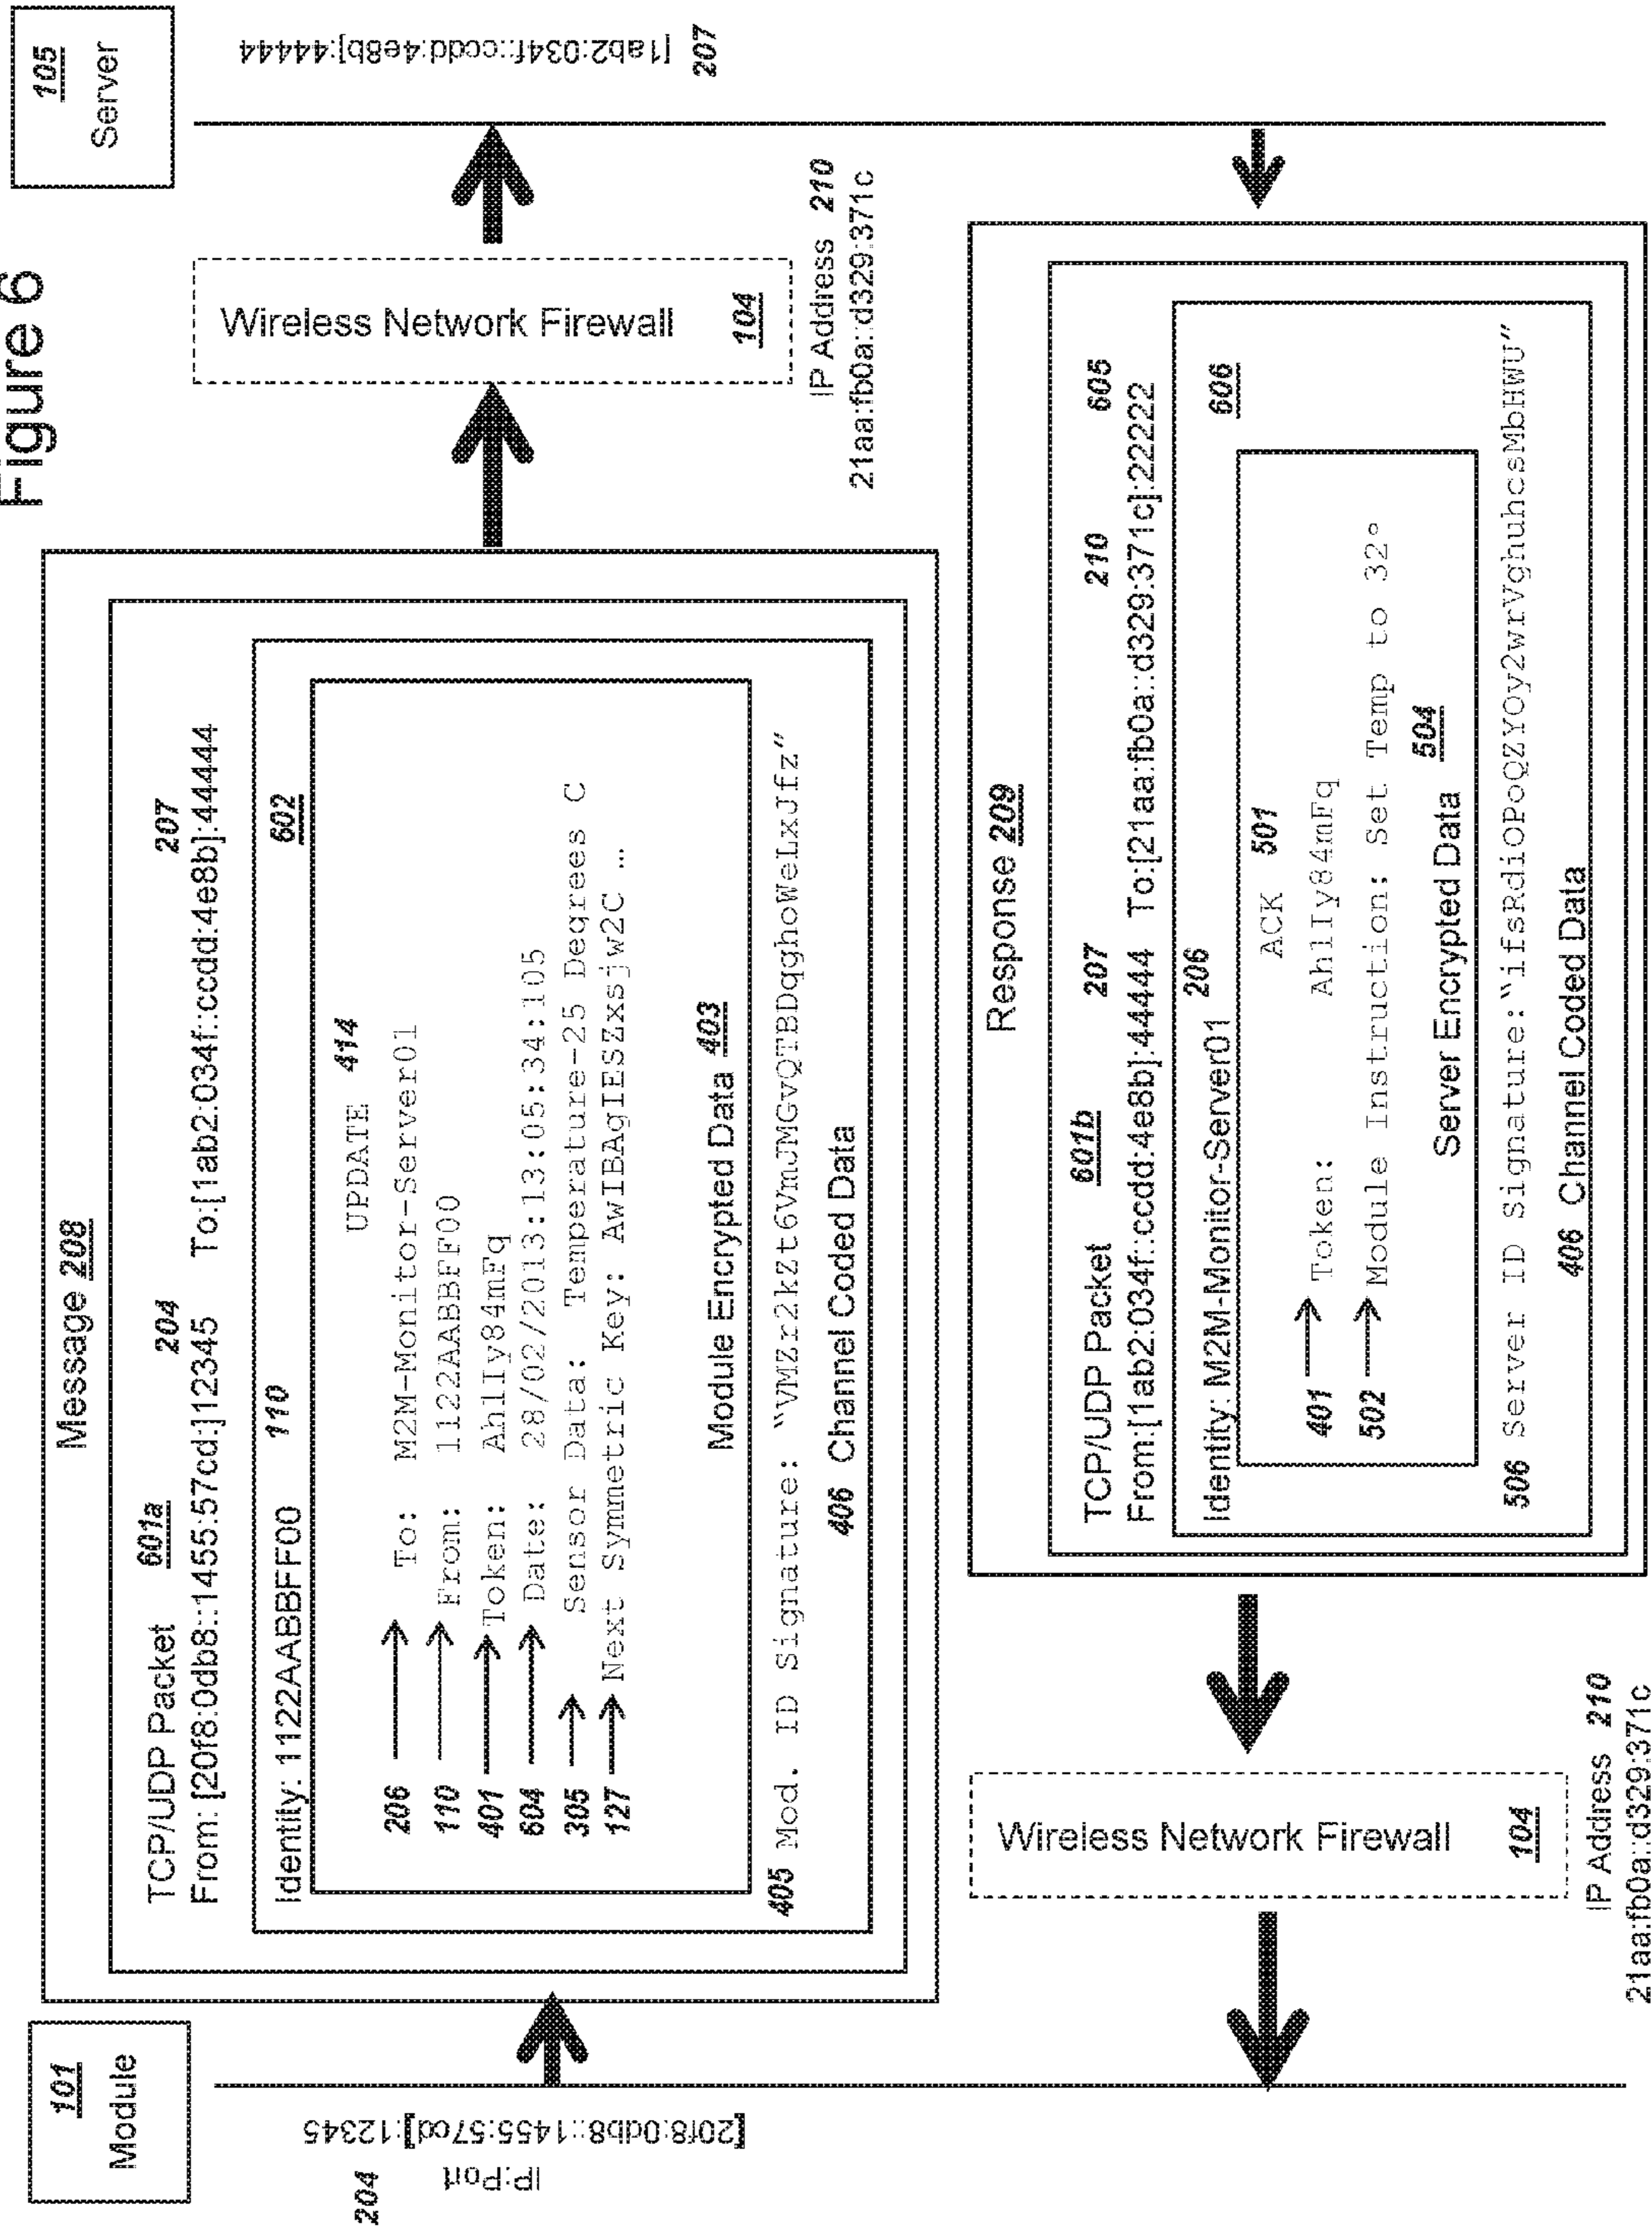 Figure 6
101
Module
105
Server
204
IP:Port
[20f8:0db8::1455:57cd]:12345
[1ab2:034f::ccdd:4e8b]:44444
207
Message 208
TCP/UDP Packet 601a 204 207
From: [20f8:0db8::1455:57cd:]12345 To:[1ab2:034f::ccdd:4e8b]:44444
Identity: 1122AABBFF00 110 602
UPDATE 414
206 To: M2M-Monitor-Server01
110 From: 1122AABBFF00
401 Token: AhlIy84mFq
604 Date: 28/02/2013:13:05:34:105
305 Sensor Data: Temperature-25 Degrees C
127 Next Symmetric Key: AwIBAgIESZxsjw2C ...
Module Encrypted Data 403
405 Mod. ID Signature: “VMZr2kZt6VmJMGvQTBDqghoWeLxJfz”
406 Channel Coded Data
Wireless Network Firewall
104
IP Address 210
21aa:fb0a::d329:371c
Response 209
TCP/UDP Packet 601b 207 210 605
From:[1ab2:034f::ccdd:4e8b]:44444 To:[21aa:fb0a::d329:371c]:22222
Identity: M2M-Monitor-Server01 206 606
ACK 501
401 Token: AhlIy84mFq
502 Module Instruction: Set Temp to 32°
Server Encrypted Data 504
506 Server ID Signature:“ifsRdiOPoQZYOy2wrVghuhcsMbHWU”
406 Channel Coded Data
Wireless Network Firewall
104
IP Address 210
21aa:fb0a::d329:371c